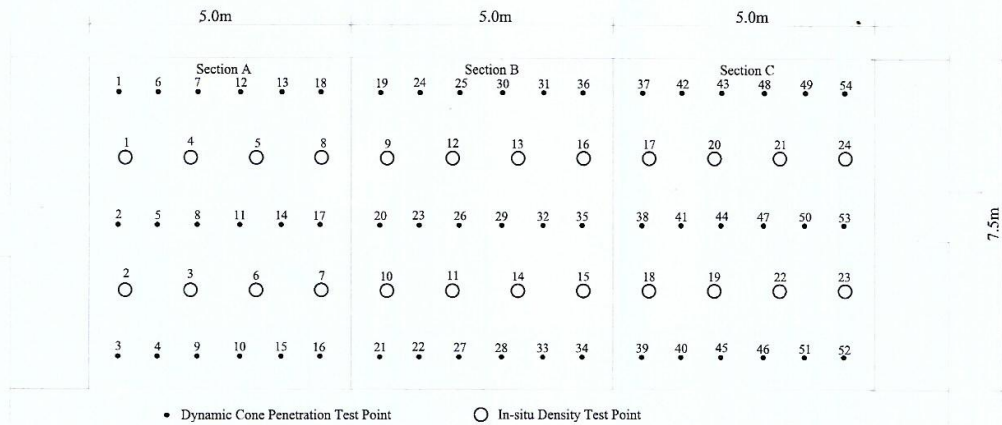 5.0m 5.0m 5.0m
Section A Section B Section C
1 6 7 12 13 18 19 24 25 30 31 36 37 42 43 48 49 54
1 4 5 8 9 12 13 16 17 20 21 24
2 5 8 11 14 17 20 23 26 29 32 35 38 41 44 47 50 53
7.5m
2 3 6 7 10 11 14 15 18 19 22 23
3 4 9 10 15 16 21 22 27 28 33 34 39 40 45 46 51 52
Dynamic Cone Penetration Test Point In-situ Density Test Point